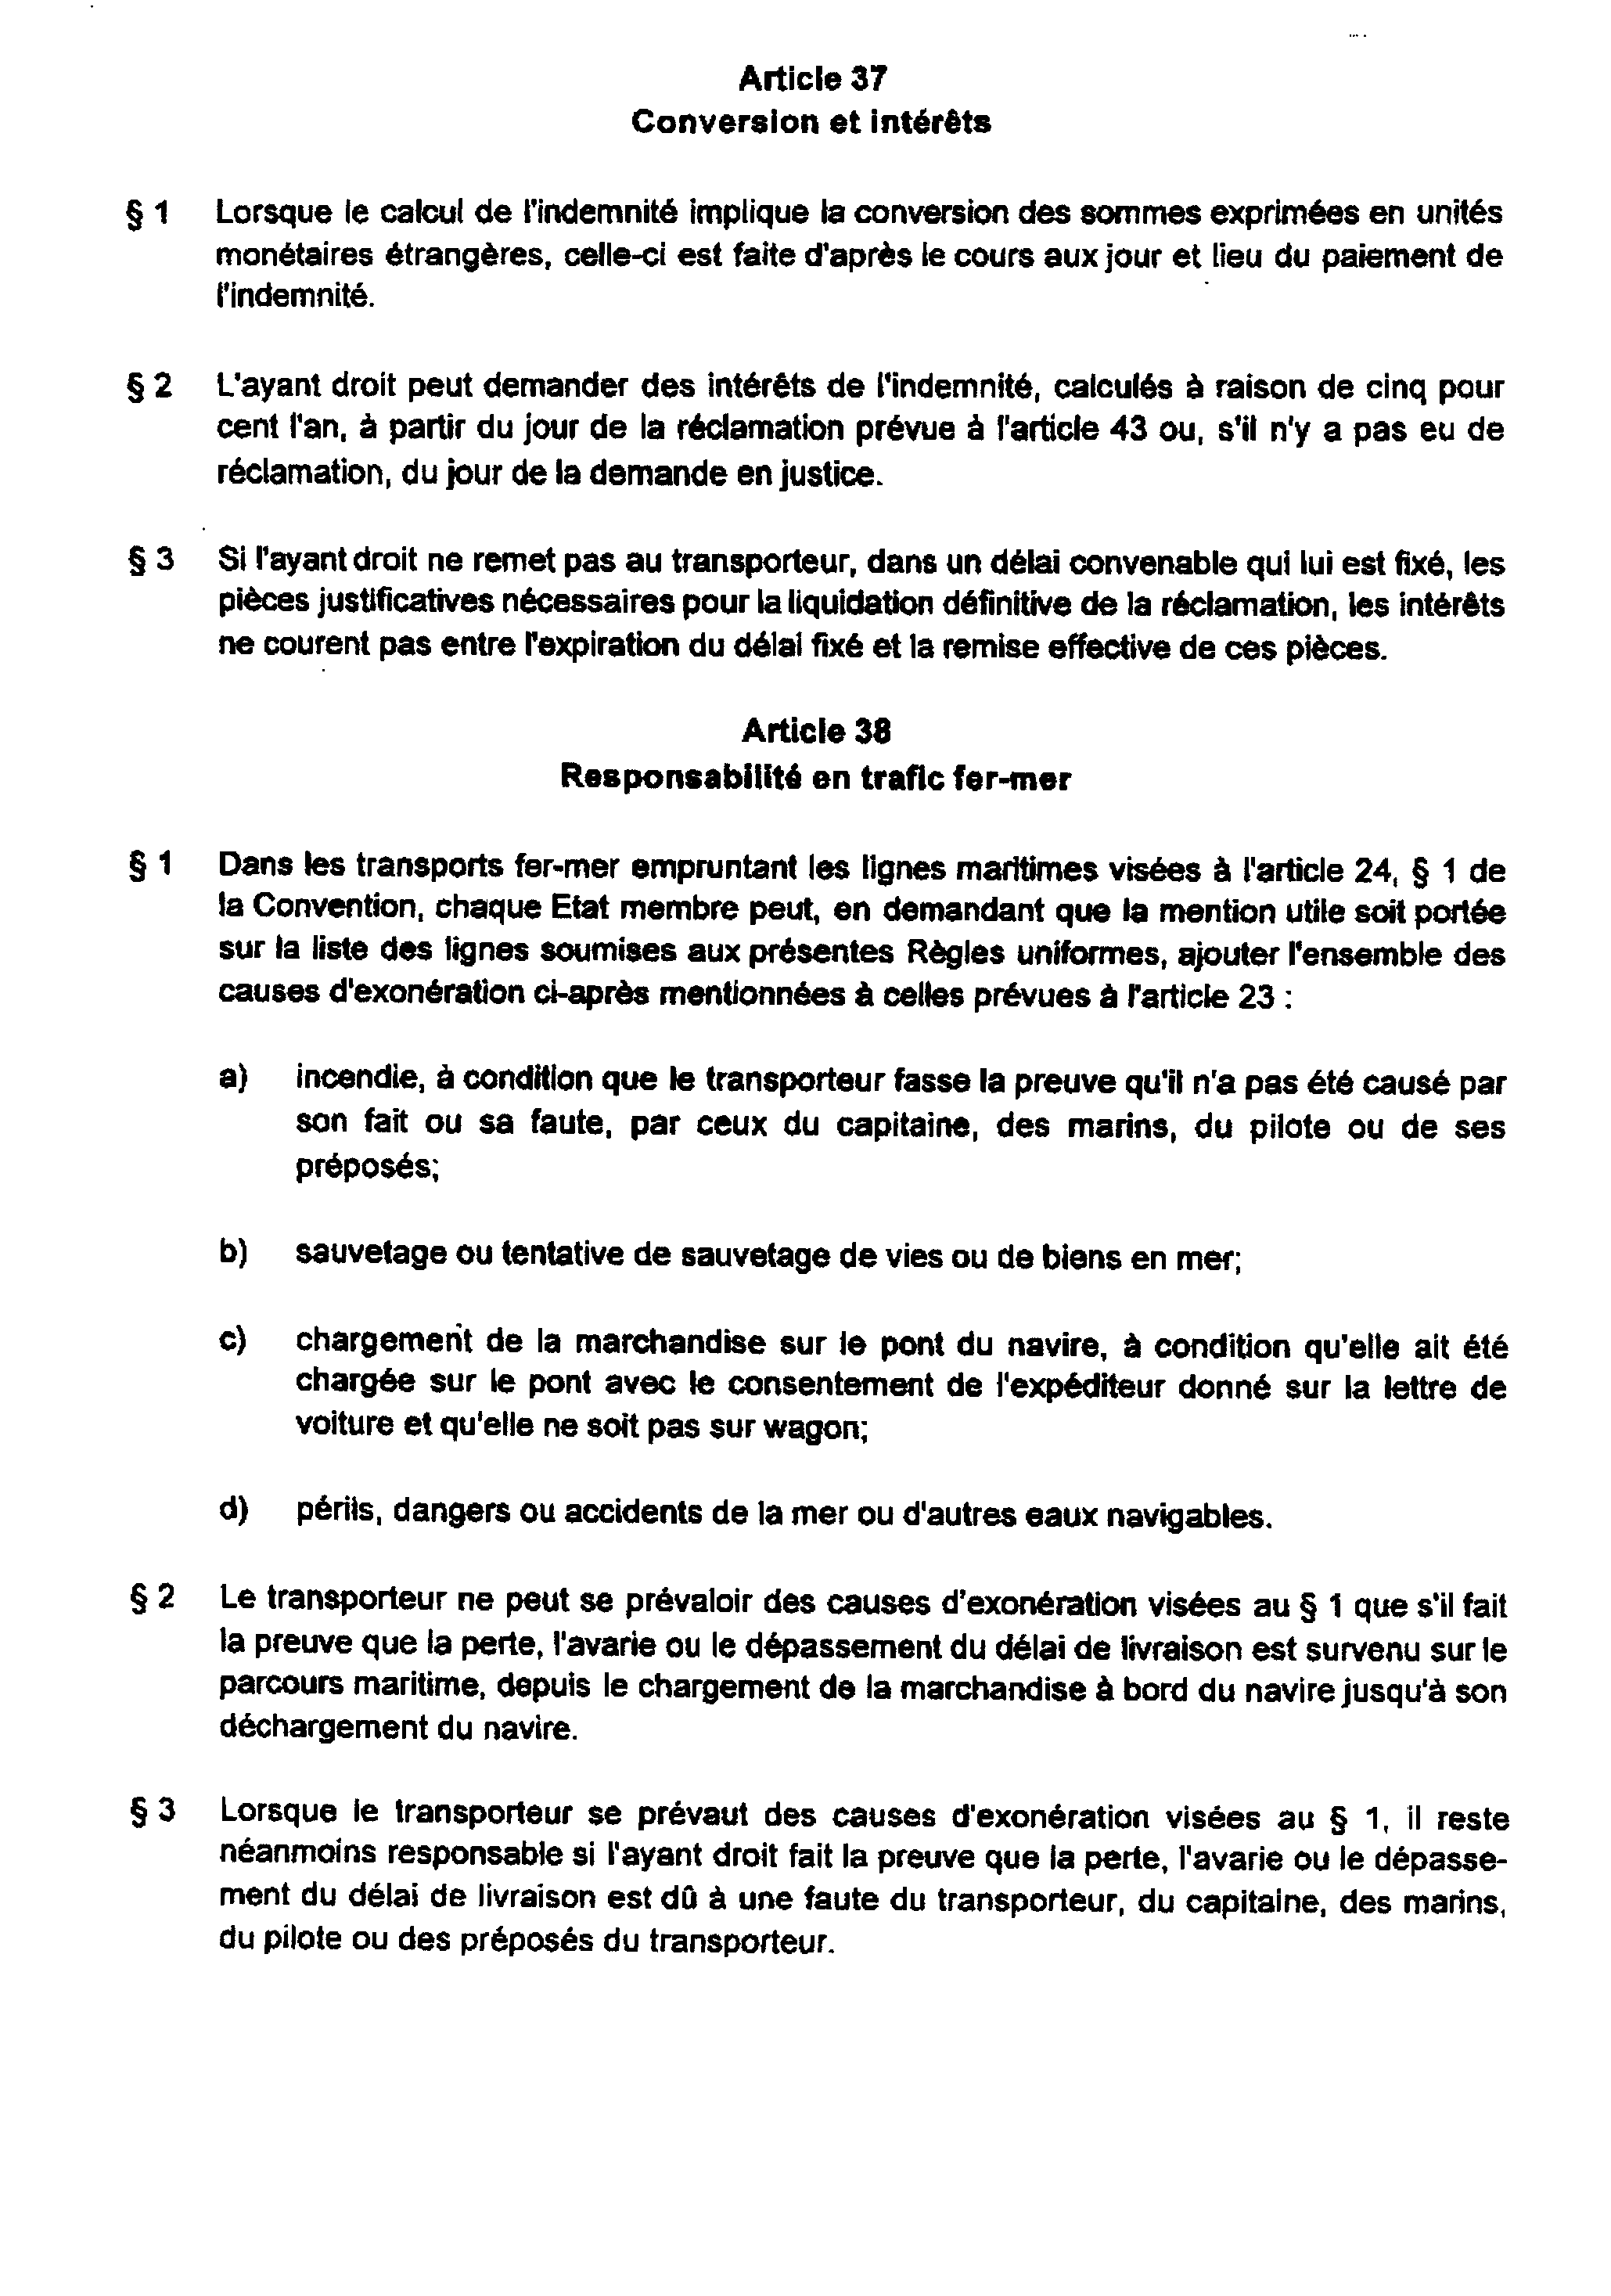 Article 37
Conversion et intérêts
§ 1 Lorsque le calcul de l'indemnité implique la conversion des sommes exprimées en unités
monétaires étrangères, celle-ci est faite d'après le cours aux jour et lieu du paiement de
l'indemnité.
§ 2 L'ayant droit peut demander des intérêts de l'indemnité, calculés à raison de cinq pour
cent l'an, à partir du jour de la réclamation prévue à l'article 43 ou, s'il n'y a pas eu de
réclamation, du jour de la demande en justice.
§ 3 Si l'ayant droit ne remet pas au transporteur, dans un délai convenable qui lui est fixé, les
pièces justificatives nécessaires pour la liquidation définitive de la réclamation, les intérêts
ne courent pas entre l'expiration du délai fixé et la remise effective de ces pièces.
Article 38
Responsabilité en trafic fer-mer
§ 1 Dans les transports fer-mer empruntant les lignes maritimes visées à l'article 24, § 1 de
la Convention, chaque Etat membre peut, en demandant que la mention utile soit portée
sur la liste des lignes soumises aux présentes Règles uniformes, ajouter l'ensemble des
causes d'exonération ci-après mentionnées à celles prévues à l'article 23 :
a) incendie, à condition que le transporteur fasse la preuve qu'il n'a pas été causé par
son fait ou sa faute, par ceux du capitaine, des marins, du pilote ou de ses
préposés;
b) sauvetage ou tentative de sauvetage de vies ou de biens en mer;
c) chargement de la marchandise sur le pont du navire, à condition qu'elle ait été
chargée sur le pont avec le consentement de l'expéditeur donné sur la lettre de
voiture et qu'elle ne soit pas sur wagon;
d) périls, dangers ou accidents de la mer ou d'autres eaux navigables.
§ 2 Le transporteur ne peut se prévaloir des causes d'exonération visées au § 1 que s'il fait
la preuve que la perte, l'avarie ou le dépassement du délai de livraison est survenu sur le
parcours maritime, depuis le chargement de la marchandise à bord du navire jusqu'à son
déchargement du navire.
§ 3 Lorsque le transporteur se prévaut des causes d'exonération visées au § 1, il reste
néanmoins responsable si l'ayant droit fait la preuve que la perte, l'avarie ou le dépasse-
ment du délai de livraison est dû à une faute du transporteur, du capitaine, des marins,
du pilote ou des préposés du transporteur.